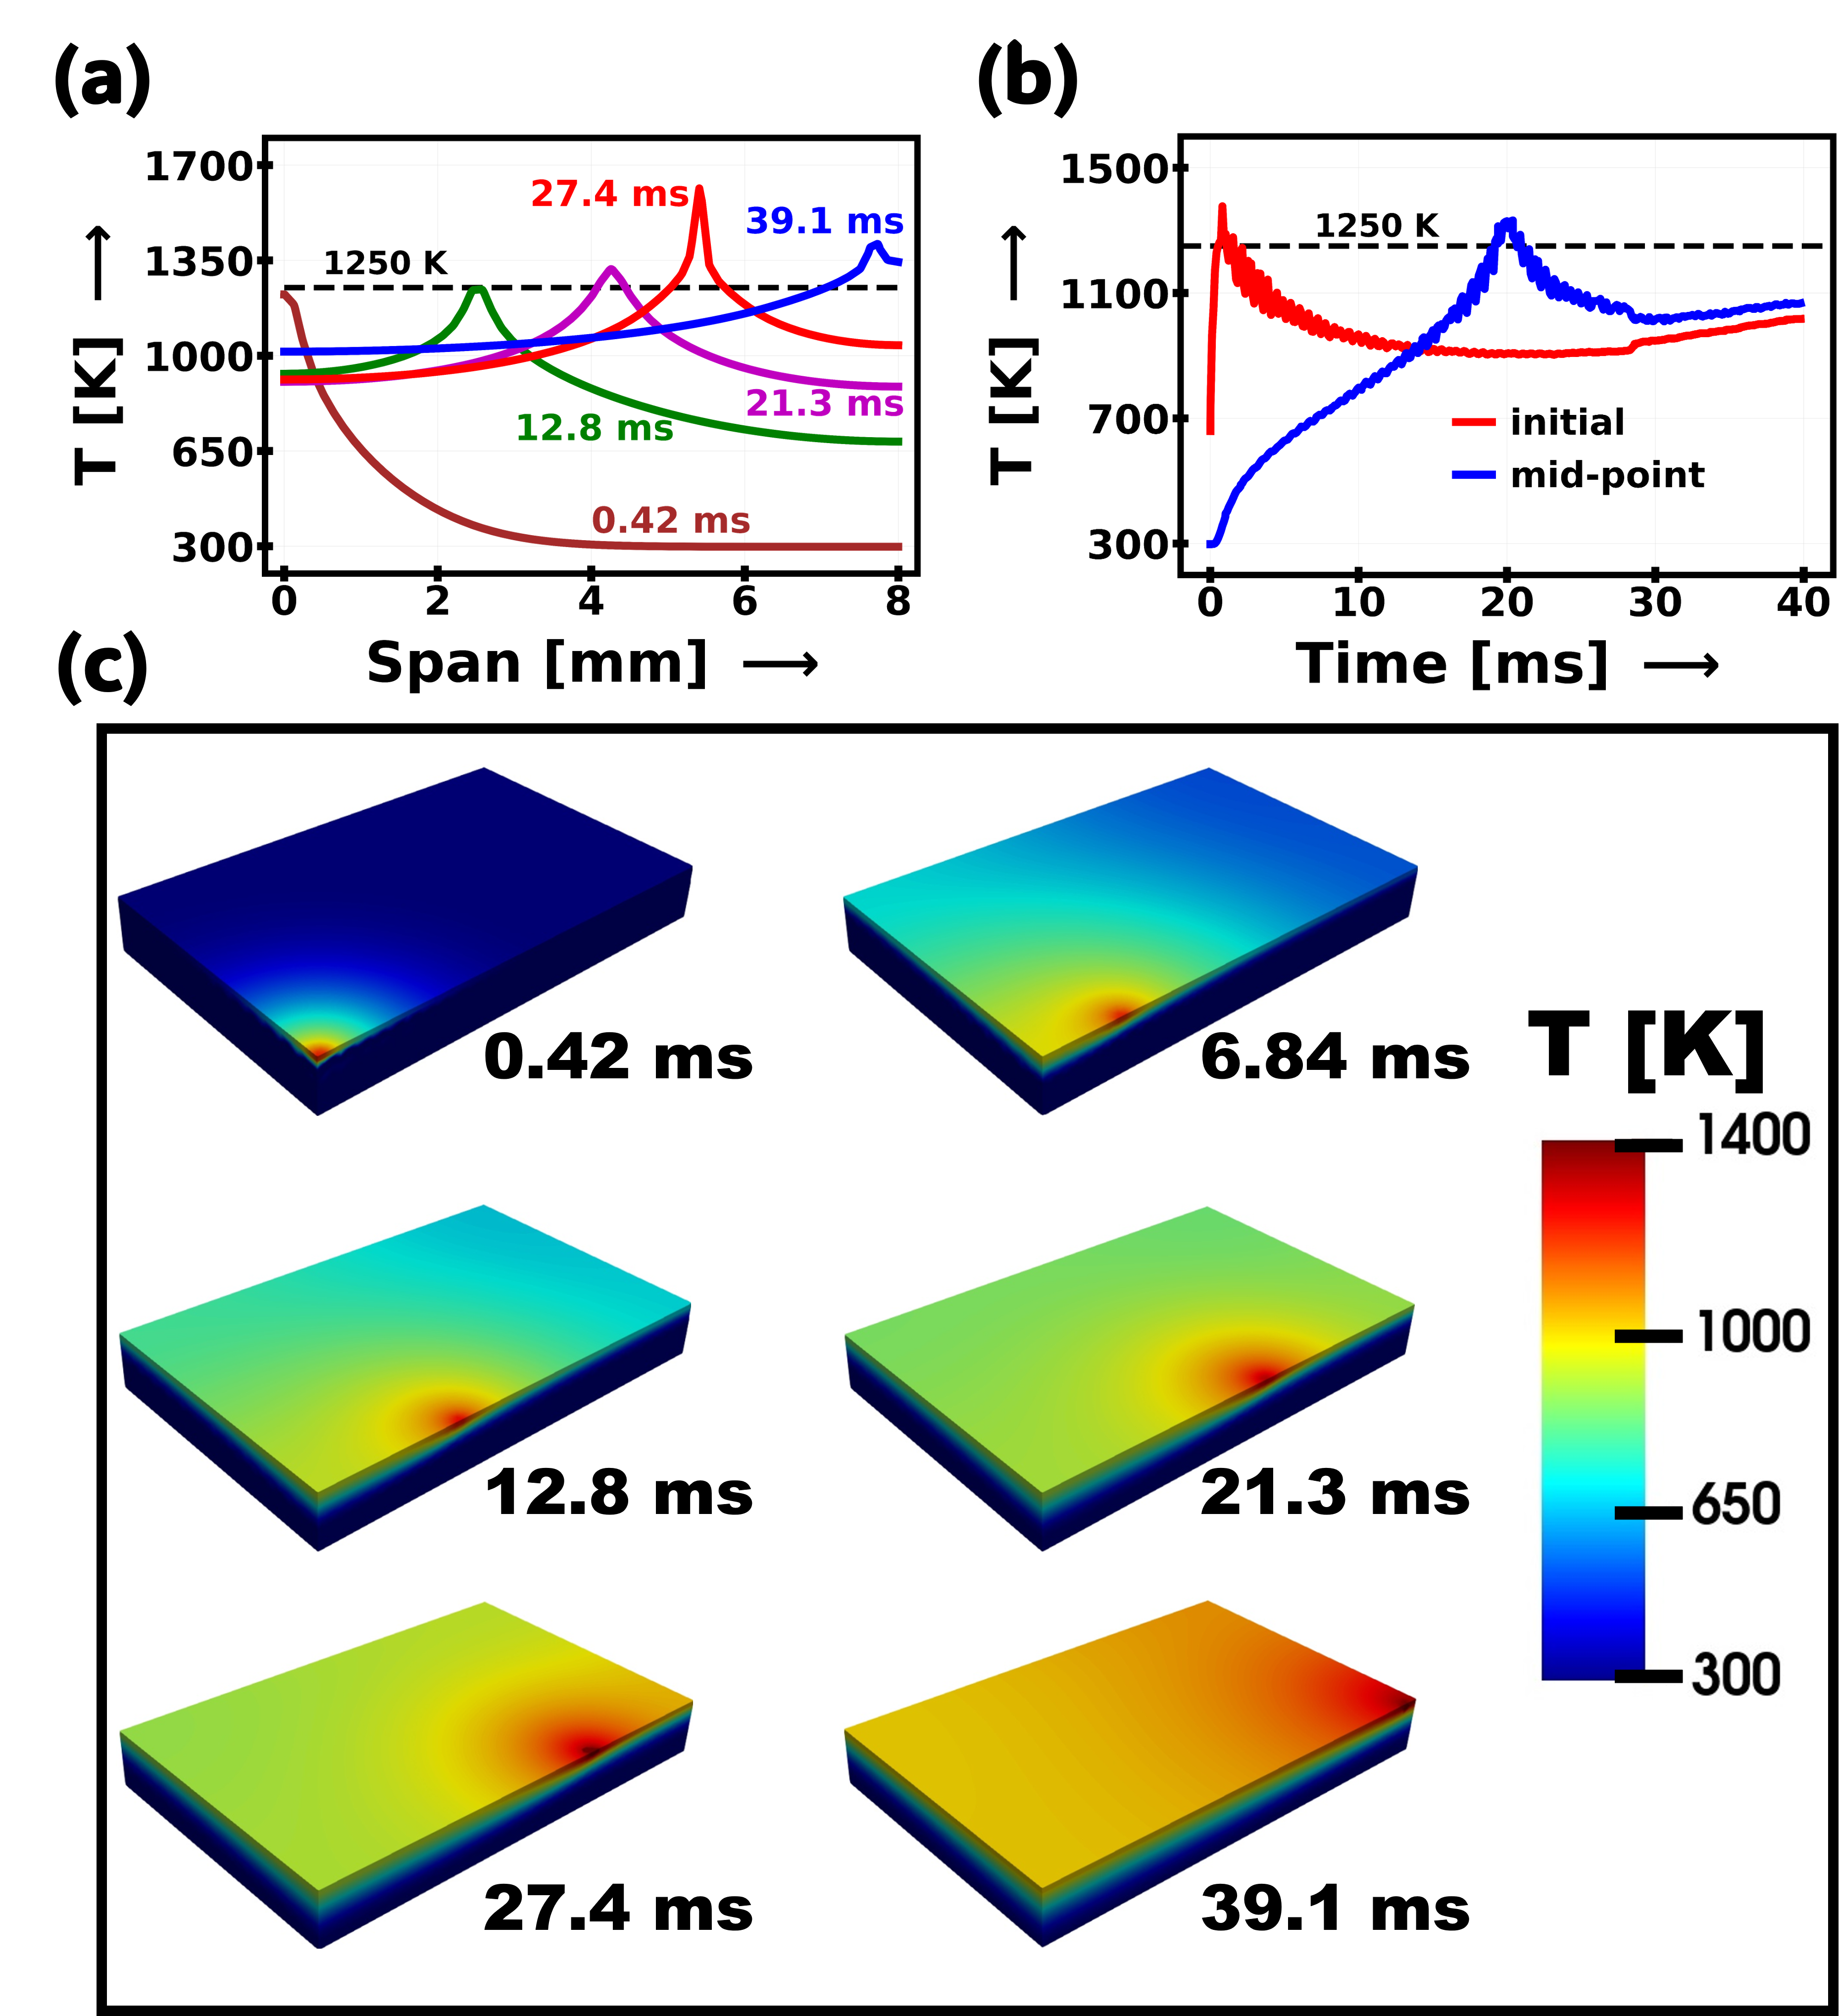 (a)
1700
1350
1000
650
300
T [K] ⟶
27.4 ms
39.1 ms
1250 K
21.3 ms
12.8 ms
0.42 ms
0 2 4 6 8
Span [mm] ⟶
(b)
1500
1100
700
300
T [K] ⟶
1250 K
initial
mid-point
0 10 20 30 40
Time [ms] ⟶
(c)
0.42 ms
6.84 ms
12.8 ms
21.3 ms
27.4 ms
39.1 ms
T [K]
1400
1000
650
300